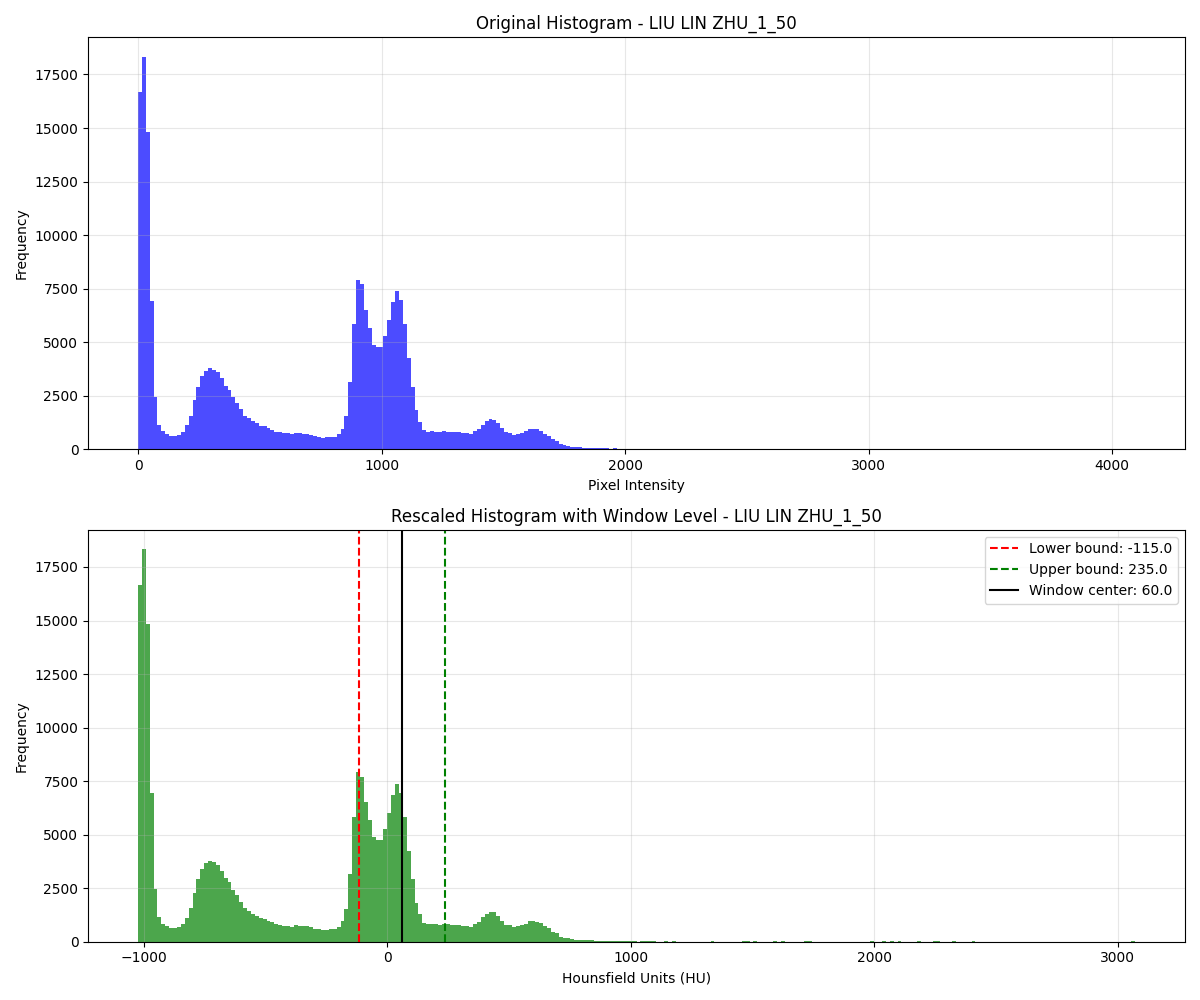 Original Histogram - LIU LIN ZHU_1_50
17500
15000
12500
10000
7500
5000
2500
0
Frequency
0 1000 2000 3000 4000
Pixel Intensity
Rescaled Histogram with Window Level - LIU LIN ZHU_1_50
Lower bound: -115.0
Upper bound: 235.0
Window center: 60.0
17500
15000
12500
10000
7500
5000
2500
0
Frequency
−1000 0 1000 2000 3000
Hounsfield Units (HU)